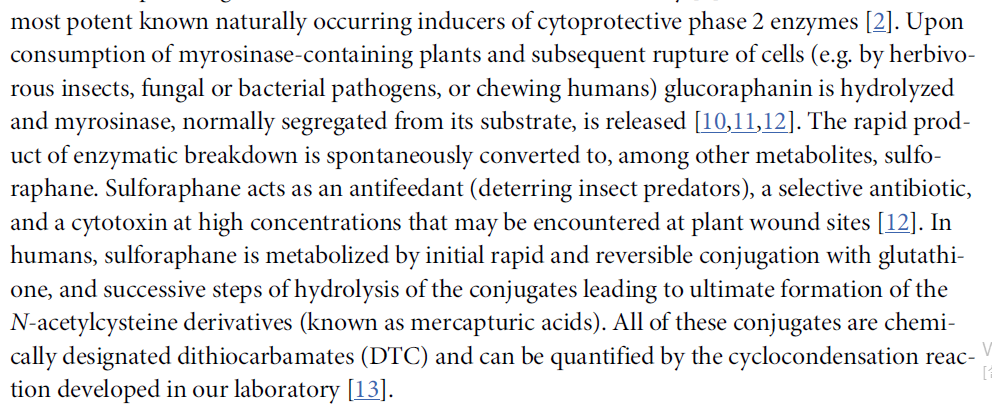 most potent known naturally occurring inducers of cytoprotective phase 2 enzymes [2]. Upon
consumption of myrosinase-containing plants and subsequent rupture of cells (e.g. by herbivo-
rous insects, fungal or bacterial pathogens, or chewing humans) glucoraphanin is hydrolyzed
and myrosinase, normally segregated from its substrate, is released [10,11,12]. The rapid prod-
uct of enzymatic breakdown is spontaneously converted to, among other metabolites, sulfo-
raphane. Sulforaphane acts as an antifeedant (deterring insect predators), a selective antibiotic,
and a cytotoxin at high concentrations that may be encountered at plant wound sites [12]. In
humans, sulforaphane is metabolized by initial rapid and reversible conjugation with glutathi-
one, and successive steps of hydrolysis of the conjugates leading to ultimate formation of the
N-acetylcysteine derivatives (known as mercapturic acids). All of these conjugates are chemi-
cally designated dithiocarbamates (DTC) and can be quantified by the cyclocondensation reac-
tion developed in our laboratory [13].